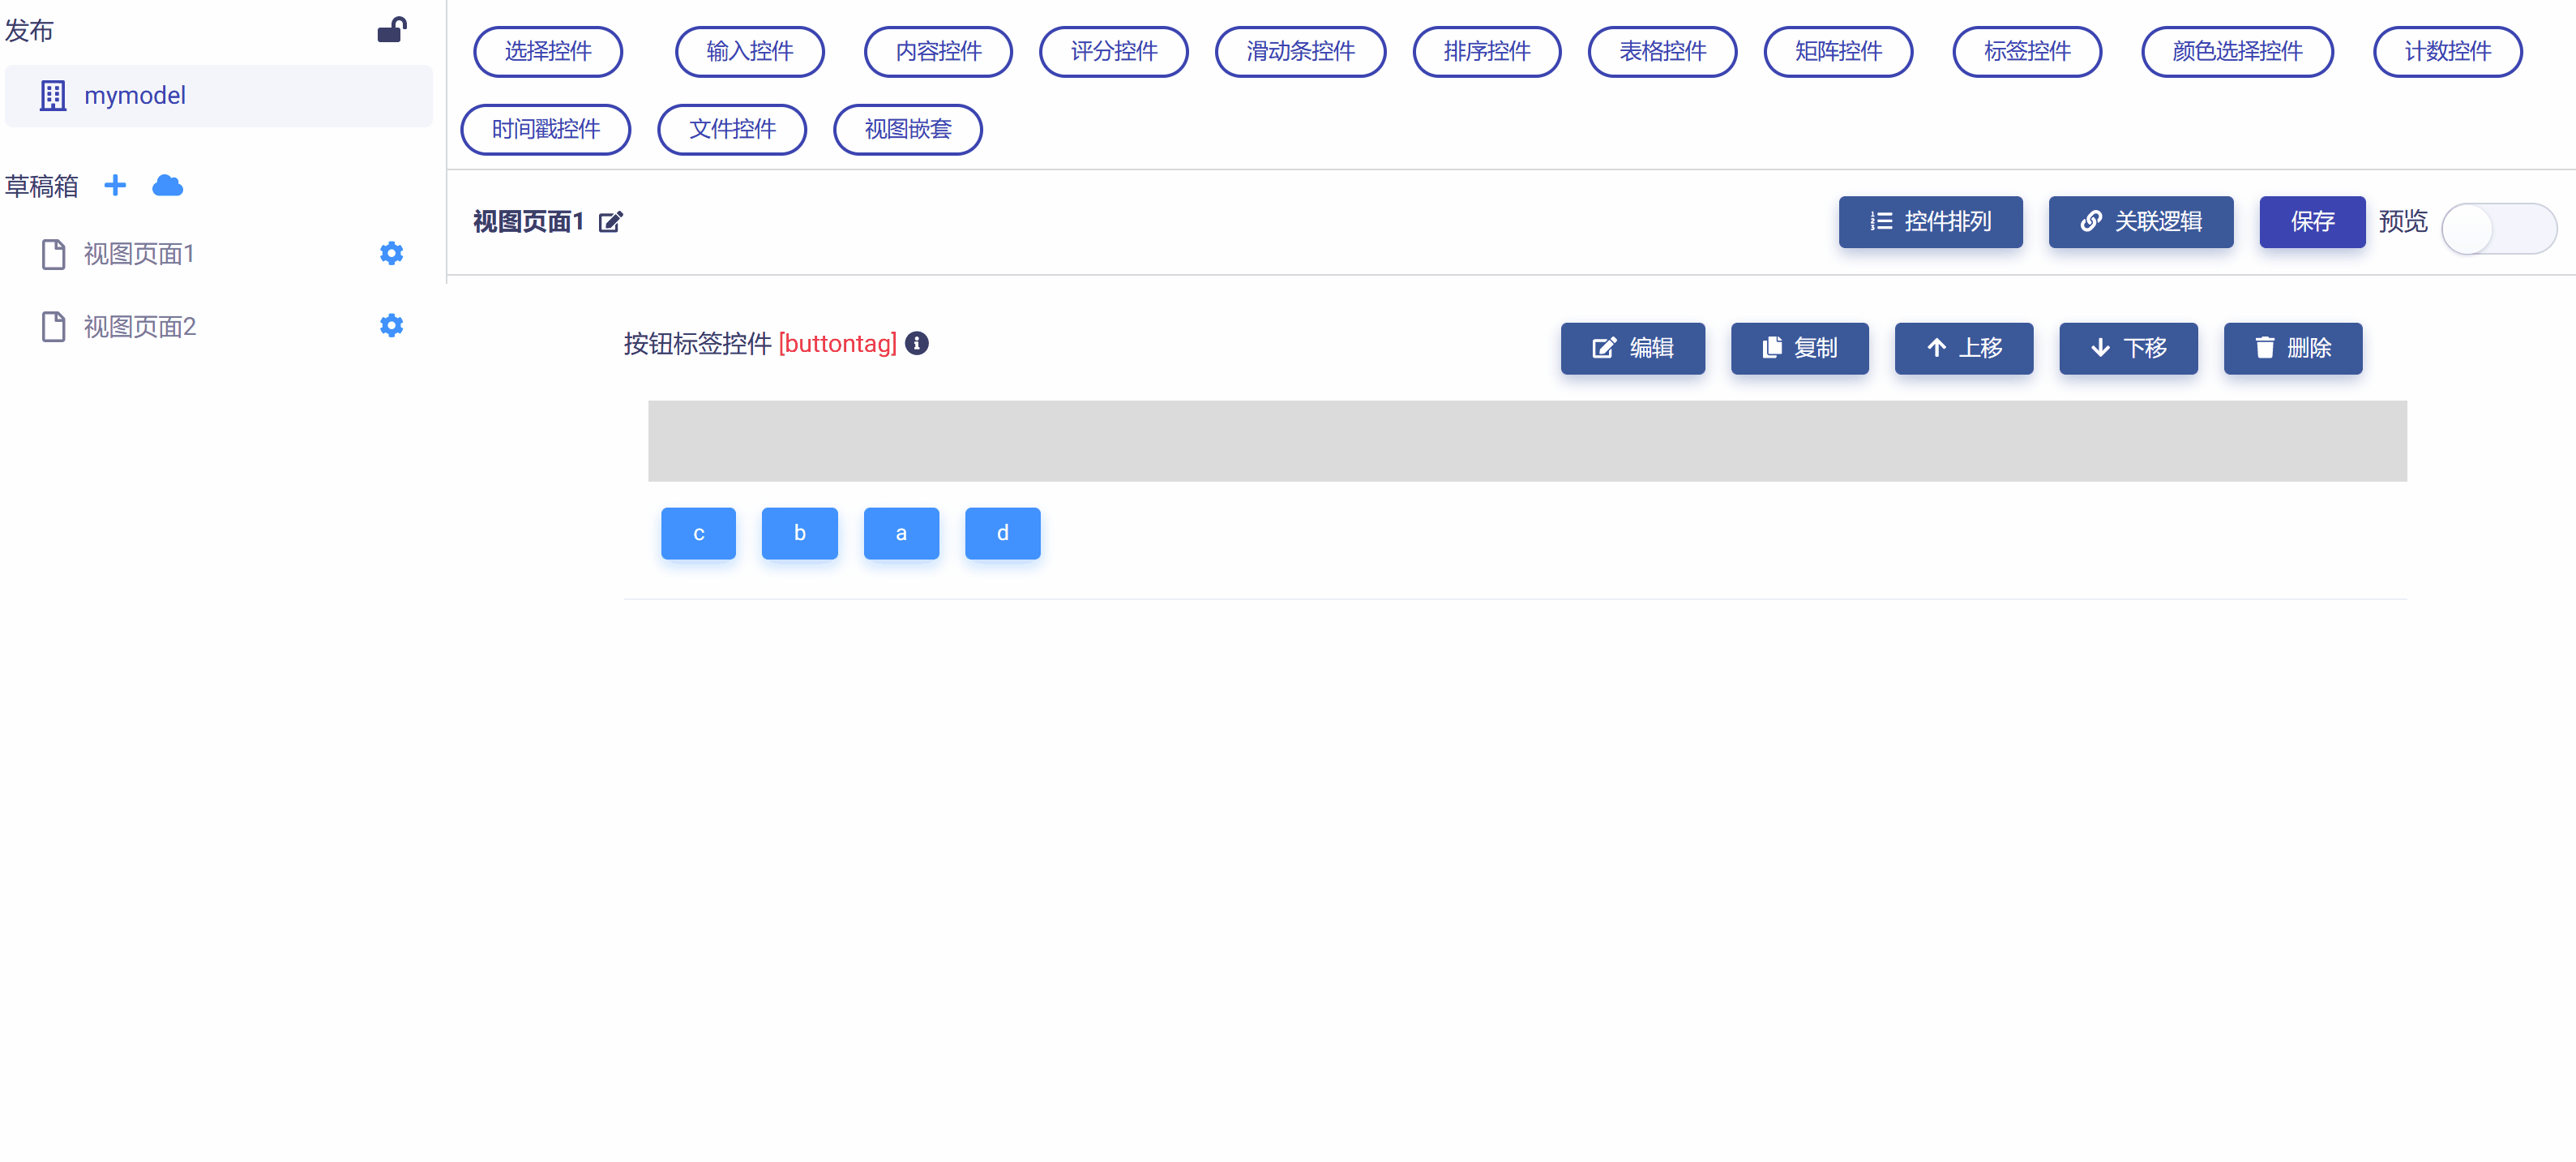 发布
mymodel
草稿箱
视图页面1
视图页面2
选择控件 输入控件 内容控件 评分控件 滑动条控件 排序控件 表格控件 矩阵控件 标签控件 颜色选择控件 计数控件
时间戳控件 文件控件 视图嵌套
视图页面1 控件排列 关联逻辑 保存 预览
按钮标签控件 [buttontag] 编辑 复制 上移 下移 删除
c b a d